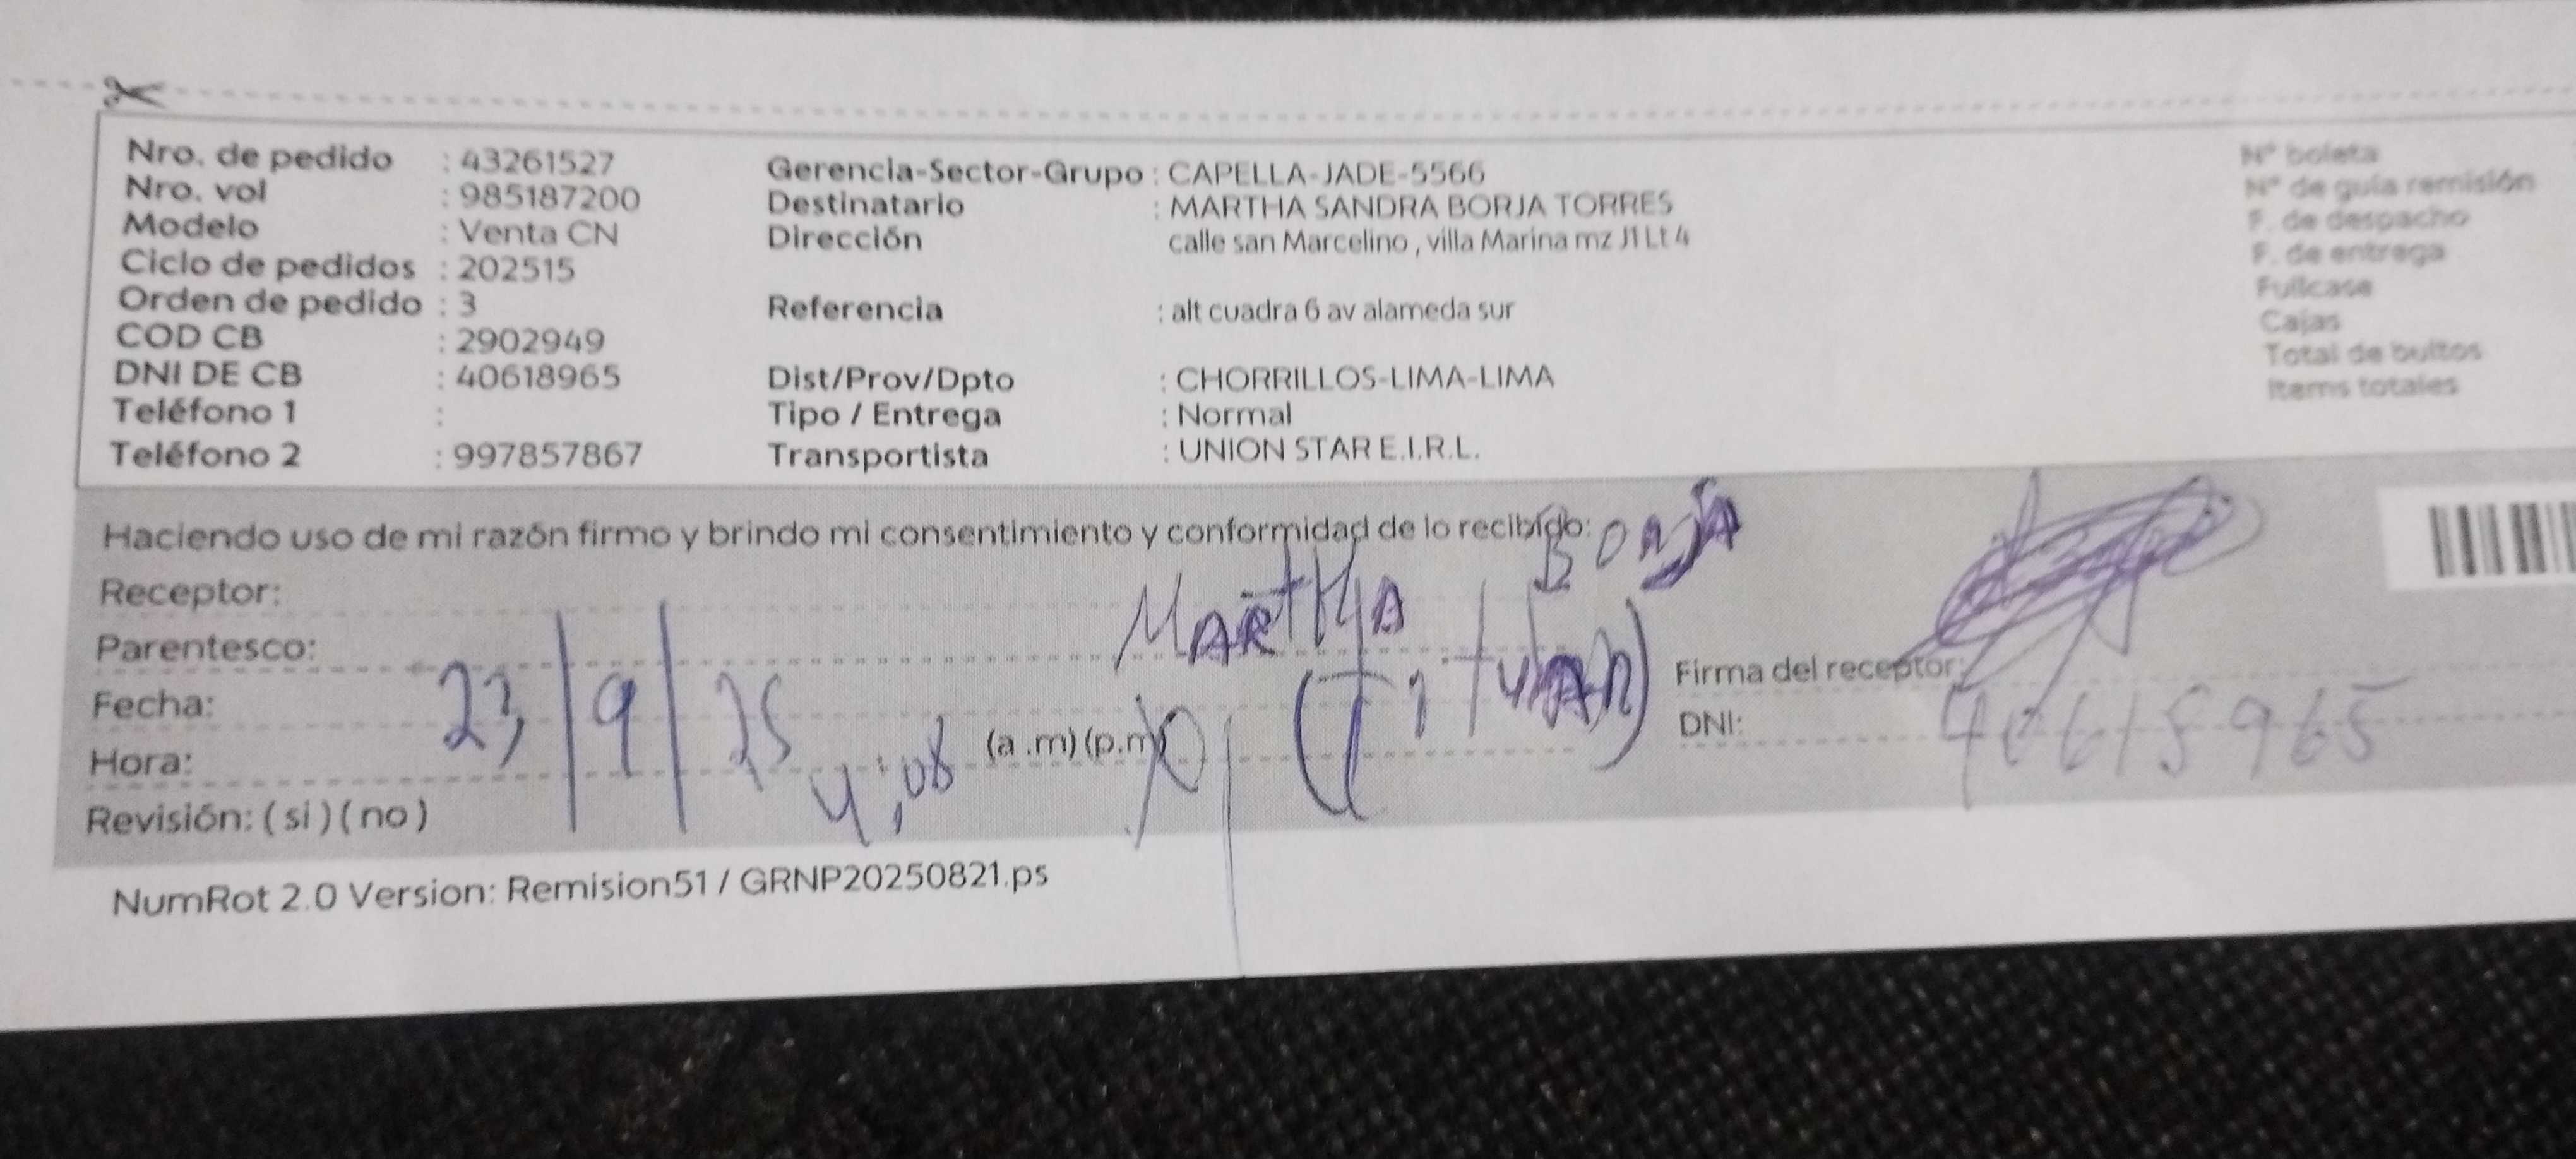 Nro. de pedido : 43261527
Nro. vol : 985187200
Modelo : Venta CN
Ciclo de pedidos : 202515
Orden de pedido : 3
COD CB : 2902949
DNI DE CB : 40618965
Teléfono 1 :
Teléfono 2 : 997857867
Gerencia-Sector-Grupo : CAPELLA-JADE-5566
Destinatario : MARTHA SANDRA BORJA TORRES
Dirección calle san Marcelino , villa Marina mz J1 Lt 4
Referencia : alt cuadra 6 av alameda sur
Dist/Prov/Dpto : CHORRILLOS-LIMA-LIMA
Tipo / Entrega : Normal
Transportista : UNION STAR E.I.R.L.
N° boleta
N° de guía remisión
F. de despacho
F. de entrega
Fullcase
Cajas
Total de bultos
Items totales
Haciendo uso de mi razón firmo y brindo mi consentimiento y conformidad de lo recibido:
Receptor: MARTHA BORJA
Parentesco: (Titular)
Fecha: 23/9/25
Hora: 4:08 (a.m) (p.m)
Revisión: ( si ) ( no )
Firma del receptor:
DNI: 40618965
NumRot 2.0 Version: Remision51 / GRNP20250821.ps